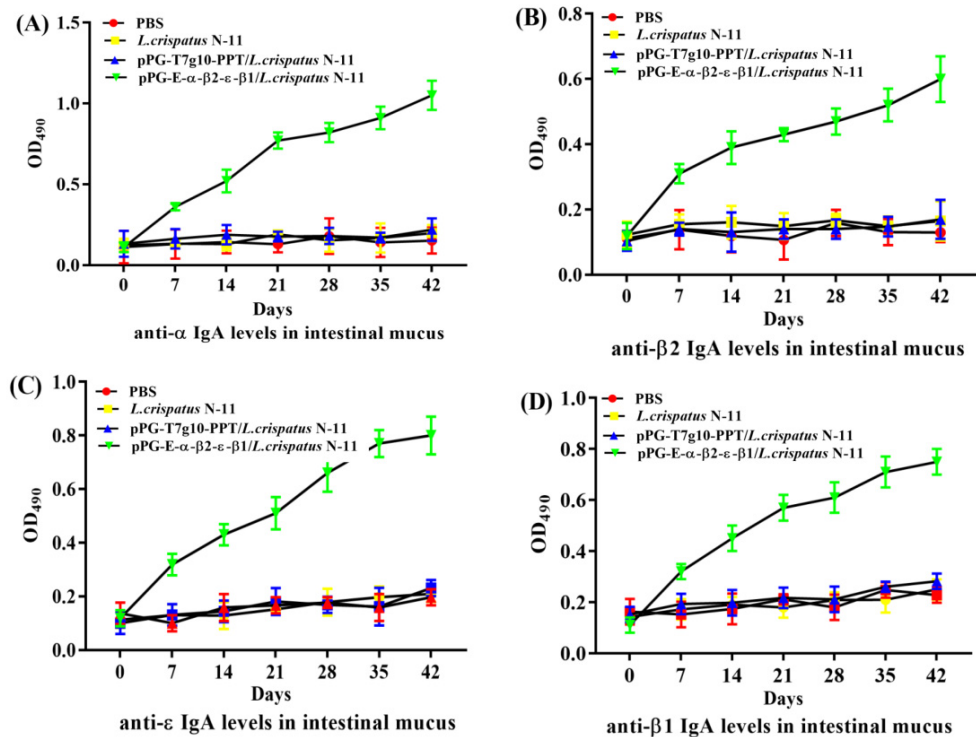 (A)
PBS
L.crispatus N-11
pPG-T7g10-PPT/L.crispatus N-11
pPG-E-α-β2-ε-β1/L.crispatus N-11
1.5
1.0
0.5
0.0
OD490
0 7 14 21 28 35 42
Days
anti-α IgA levels in intestinal mucus
(B)
PBS
L.crispatus N-11
pPG-T7g10-PPT/L.crispatus N-11
pPG-E-α-β2-ε-β1/L.crispatus N-11
0.8
0.6
0.4
0.2
0.0
OD490
0 7 14 21 28 35 42
Days
anti-β2 IgA levels in intestinal mucus
(C)
PBS
L.crispatus N-11
pPG-T7g10-PPT/L.crispatus N-11
pPG-E-α-β2-ε-β1/L.crispatus N-11
1.0
0.8
0.6
0.4
0.2
0.0
OD490
0 7 14 21 28 35 42
Days
anti-ε IgA levels in intestinal mucus
(D)
PBS
L.crispatus N-11
pPG-T7g10-PPT/L.crispatus N-11
pPG-E-α-β2-ε-β1/L.crispatus N-11
1.0
0.8
0.6
0.4
0.2
0.0
OD490
0 7 14 21 28 35 42
Days
anti-β1 IgA levels in intestinal mucus